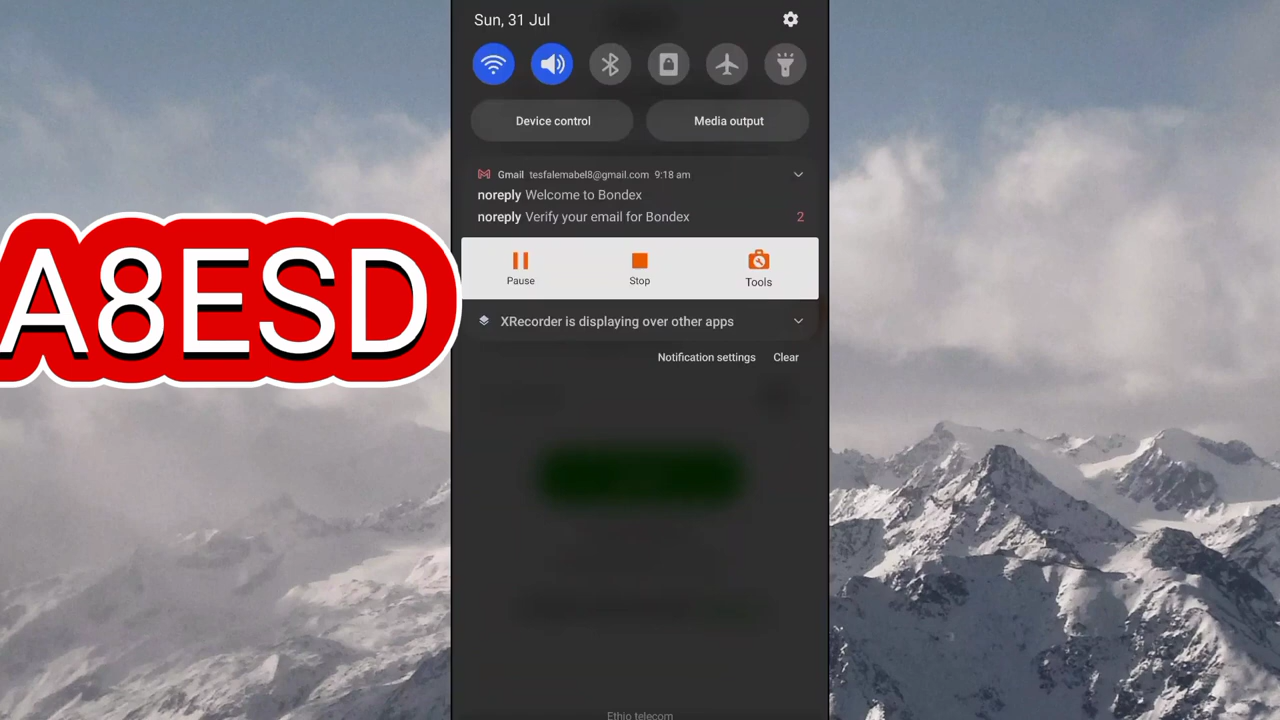 Sun, 31 Jul
Device control
Media output
Gmail tesfalemabel8@gmail.com 9:18 am
noreply Welcome to Bondex
noreply Verify your email for Bondex 2
A8ESD
Pause
Stop
Tools
XRecorder is displaying over other apps
Notification settings
Clear
Ethio telecom